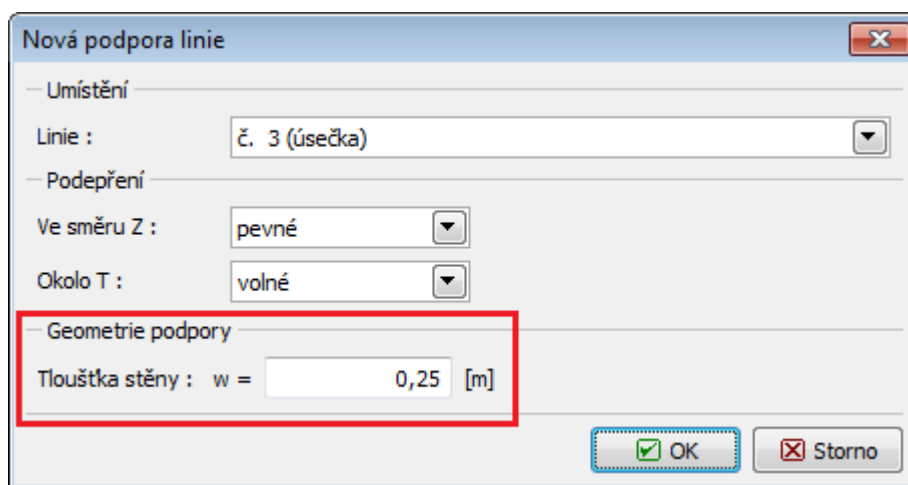 Nová podpora linie
Umístění
Linie : č. 3 (úsečka)
Podepření
Ve směru Z : pevné
Okolo T : volné
Geometrie podpory
Tloušťka stěny : w = 0,25 [m]
OK Storno